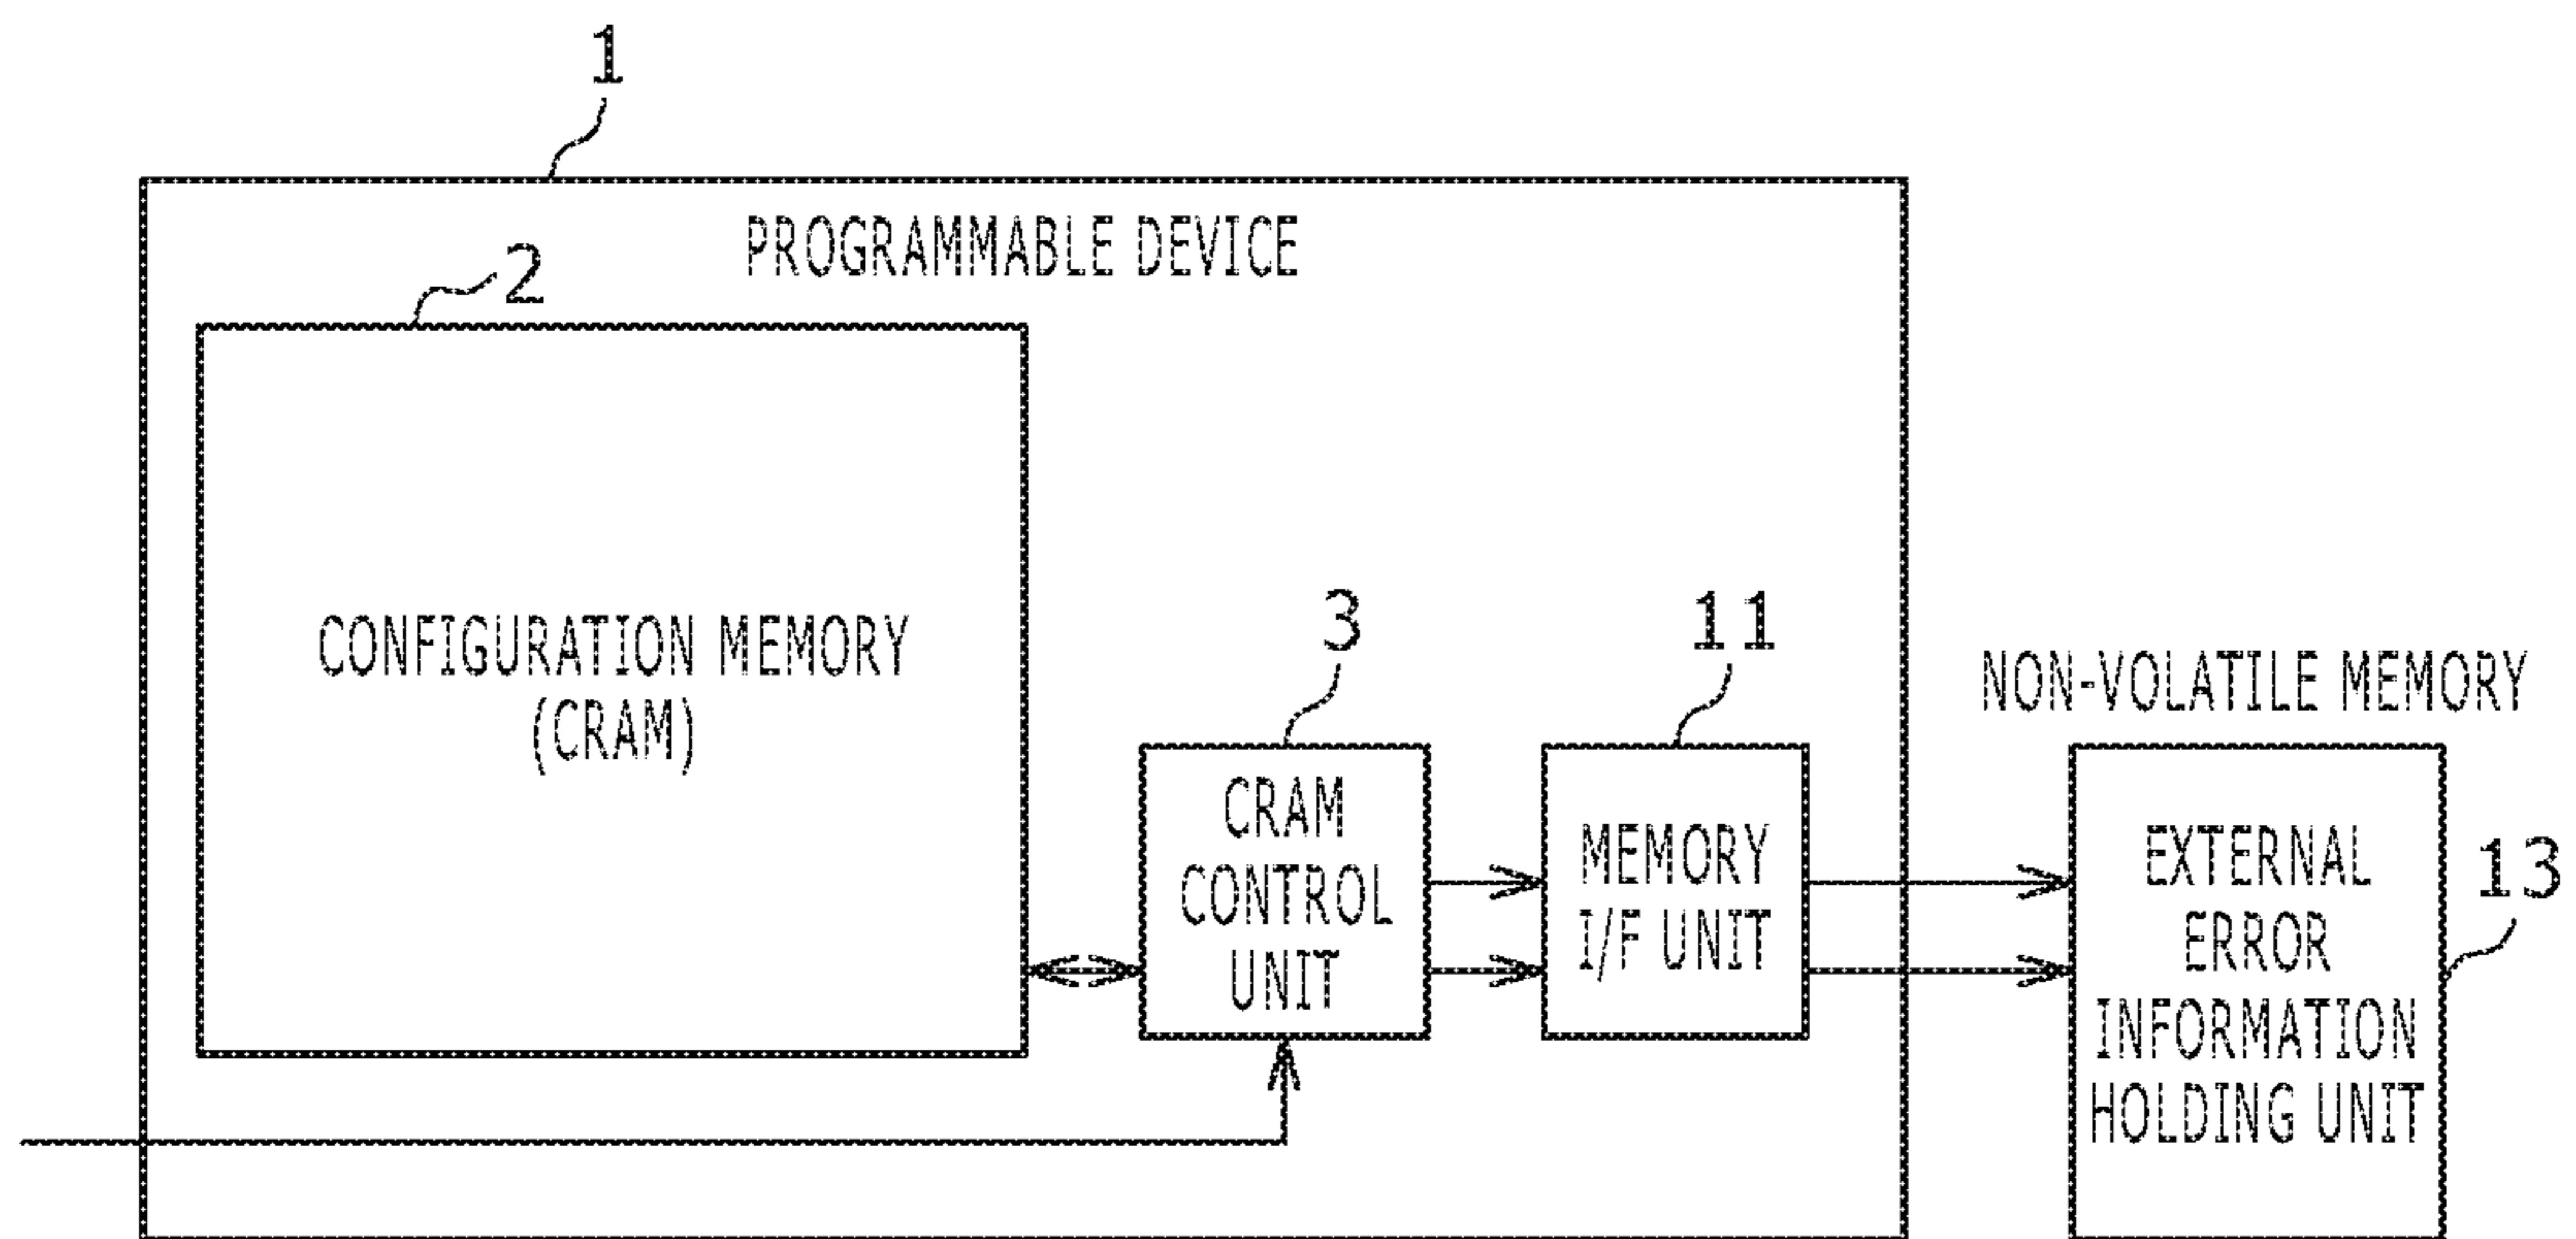 1
PROGRAMMABLE DEVICE
2
CONFIGURATION MEMORY
(CRAM)
3
CRAM
CONTROL
UNIT
11
MEMORY
I/F UNIT
NON-VOLATILE MEMORY
EXTERNAL
ERROR
INFORMATION
HOLDING UNIT
13